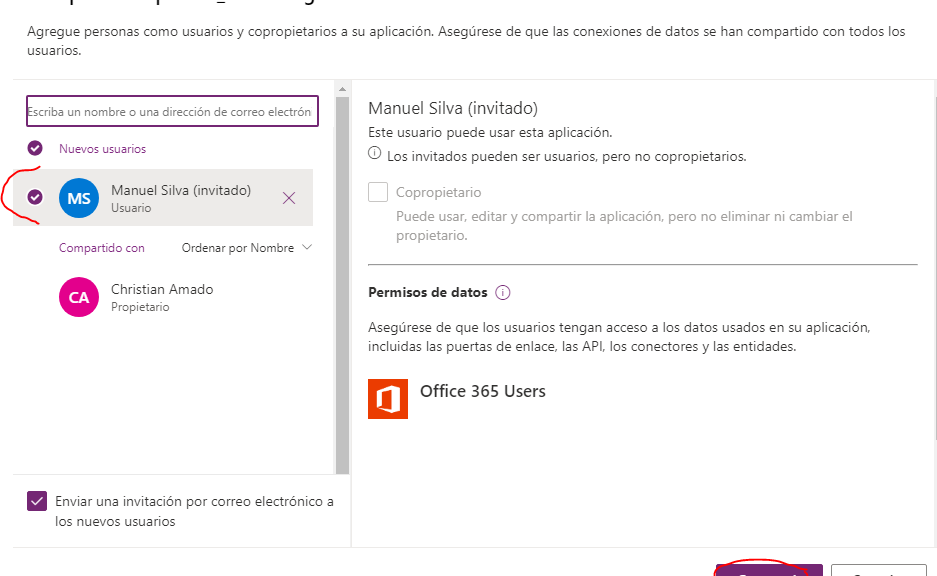 Agregue personas como usuarios y copropietarios a su aplicación. Asegúrese de que las conexiones de datos se han compartido con todos los
usuarios.
Escriba un nombre o una dirección de correo electrón
Nuevos usuarios
MS
Manuel Silva (invitado)
Usuario
Compartido con
Ordenar por Nombre
CA
Christian Amado
Propietario
Enviar una invitación por correo electrónico a
los nuevos usuarios
Manuel Silva (invitado)
Este usuario puede usar esta aplicación.
Los invitados pueden ser usuarios, pero no copropietarios.
Copropietario
Puede usar, editar y compartir la aplicación, pero no eliminar ni cambiar el
propietario.
Permisos de datos
Asegúrese de que los usuarios tengan acceso a los datos usados en su aplicación,
incluidas las puertas de enlace, las API, los conectores y las entidades.
Office 365 Users